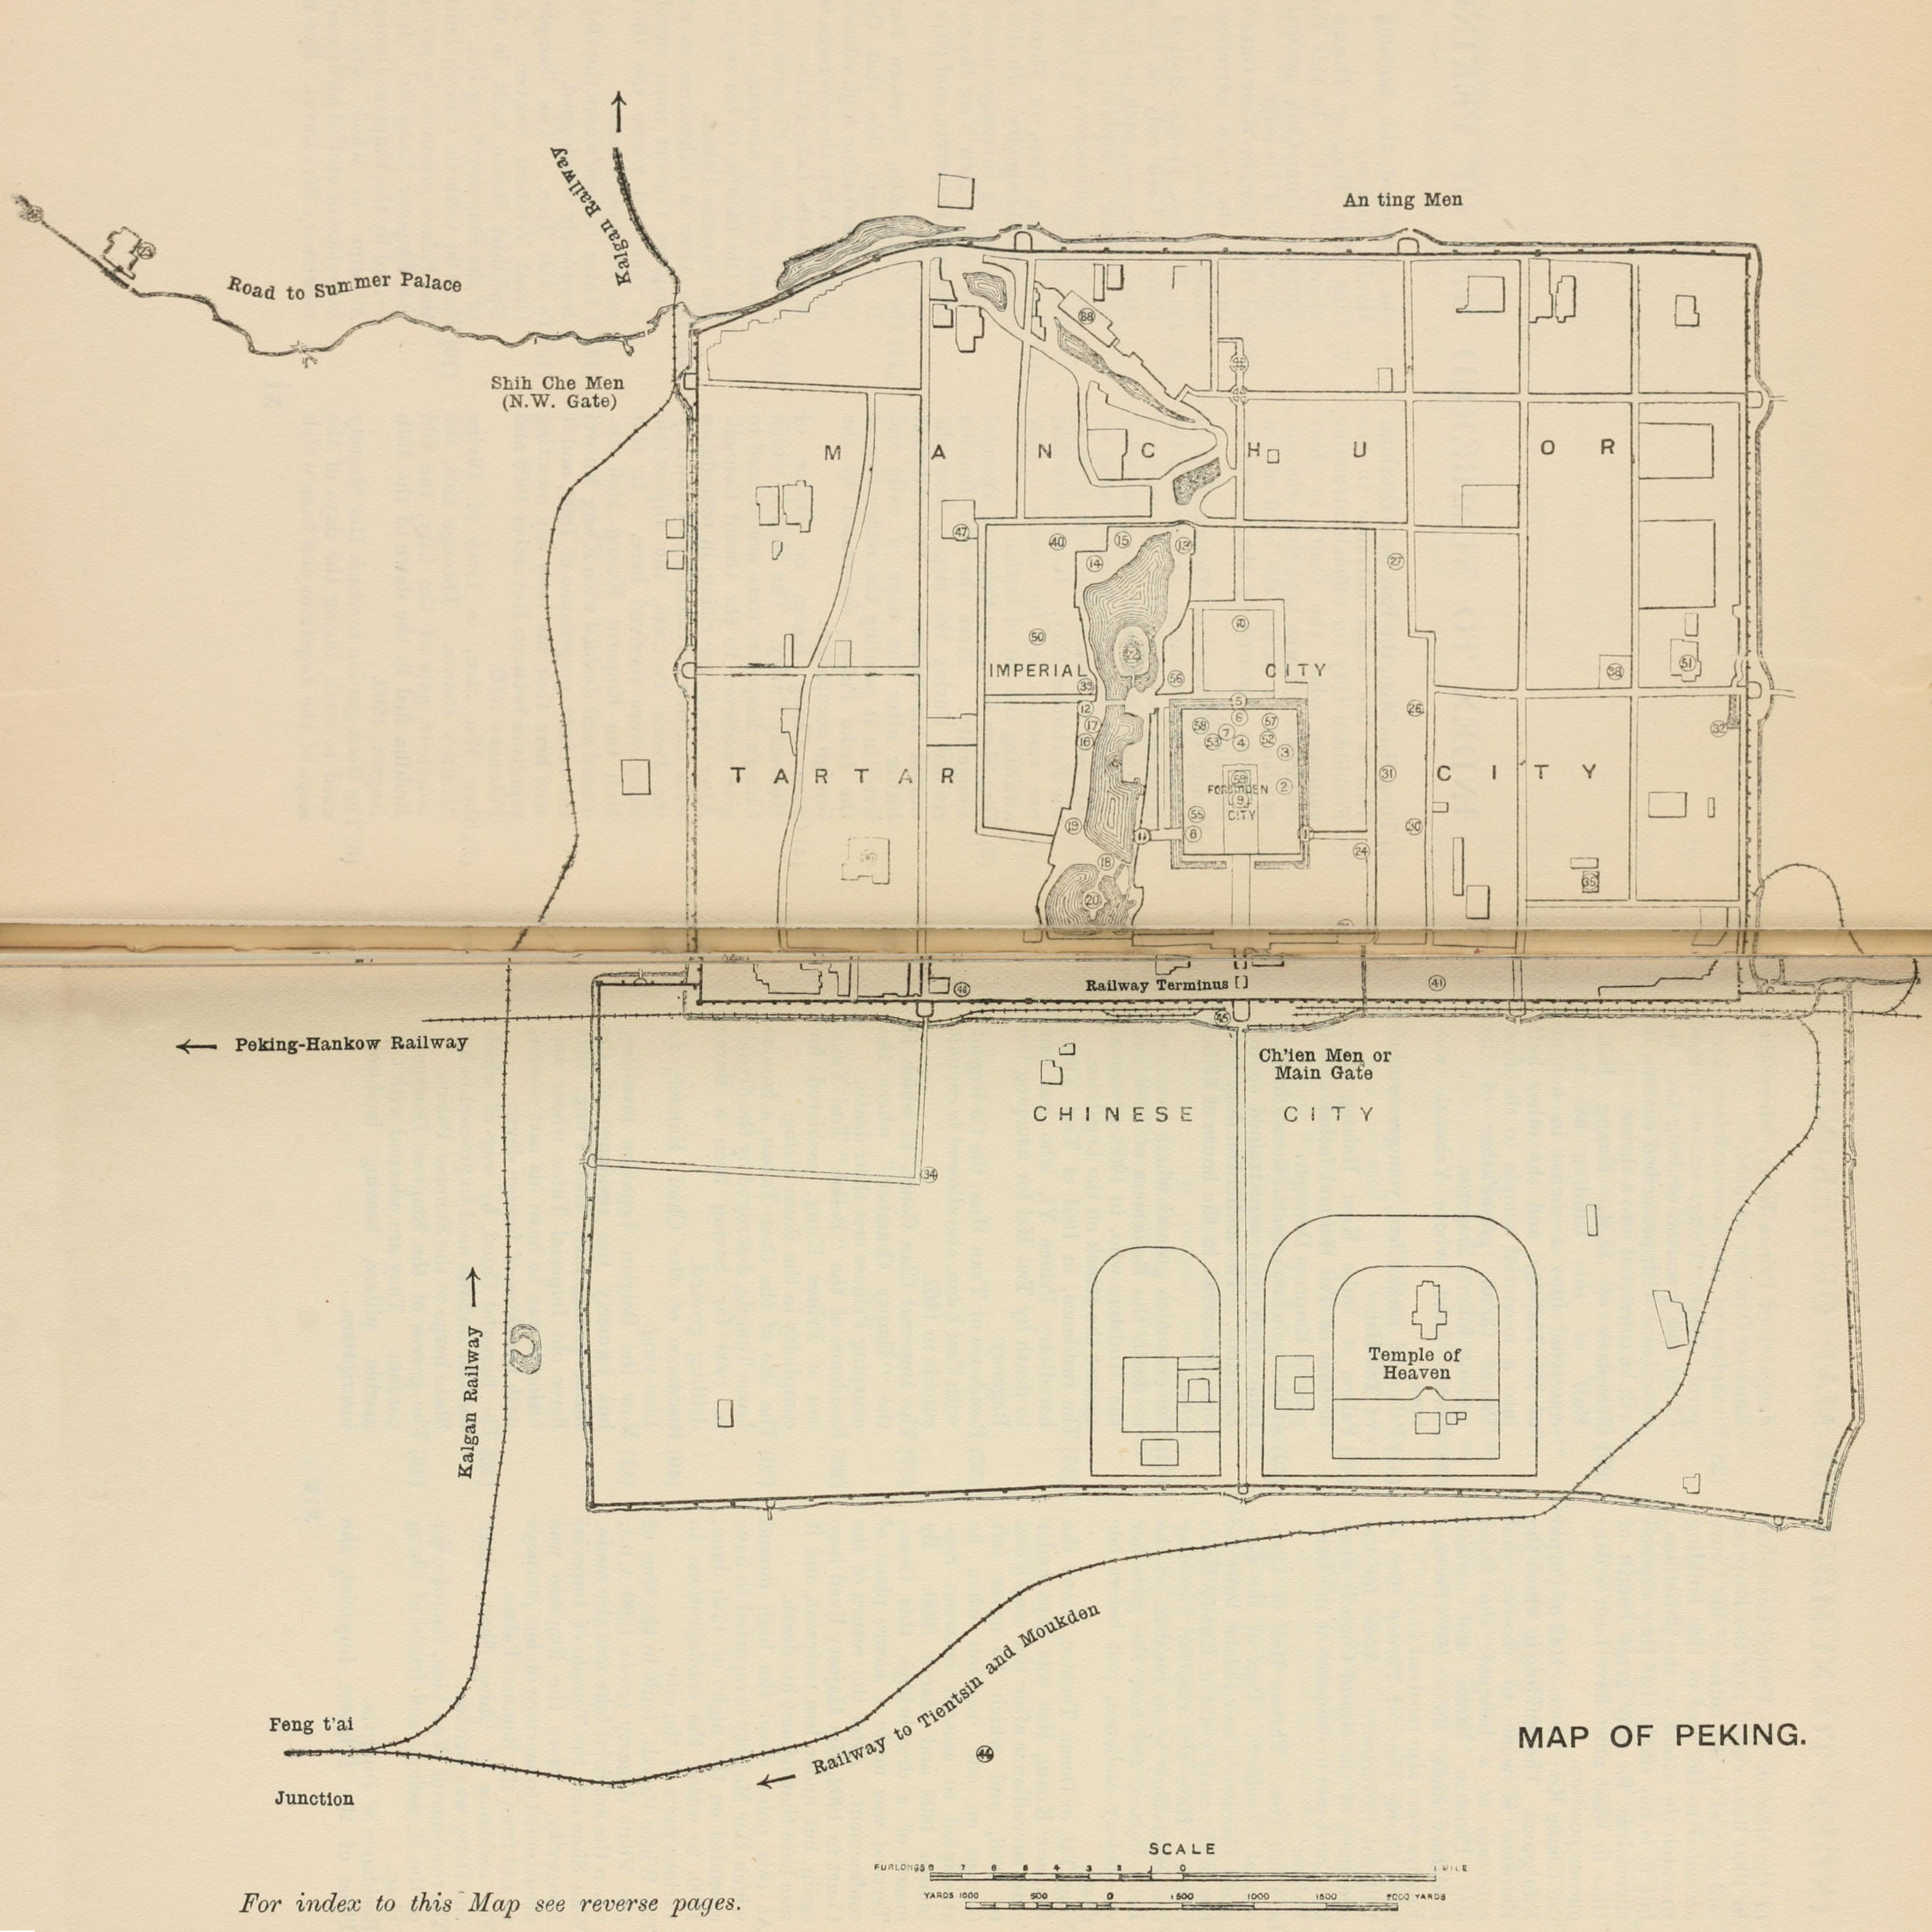 Kalgan Railway
An ting Men
Road to Summer Palace
Shih Che Men
(N.W. Gate)
88
MANCHU OR
47
40
15
13
14
27
50
10
IMPERIAL CITY
39
56
38
51
12
5
26
17
58
6
57
32
16
53
7
4
52
3
TARTAR CITY
31
59
2
FORBIDDEN
9
CITY
19
55
8
1
30
18
24
35
20
48
Railway Terminus
41
45
Peking-Hankow Railway
Ch'ien Men or
Main Gate
CHINESE CITY
34
Kalgan Railway
Temple of
Heaven
Railway to Tientsin and Moukden
Feng t'ai
Junction
44
MAP OF PEKING.
SCALE
FURLONGS 8 7 6 5 4 3 2 1 0 1 MILE
YARDS 1000 500 0 500 1000 1500 2000 YARDS
For index to this Map see reverse pages.